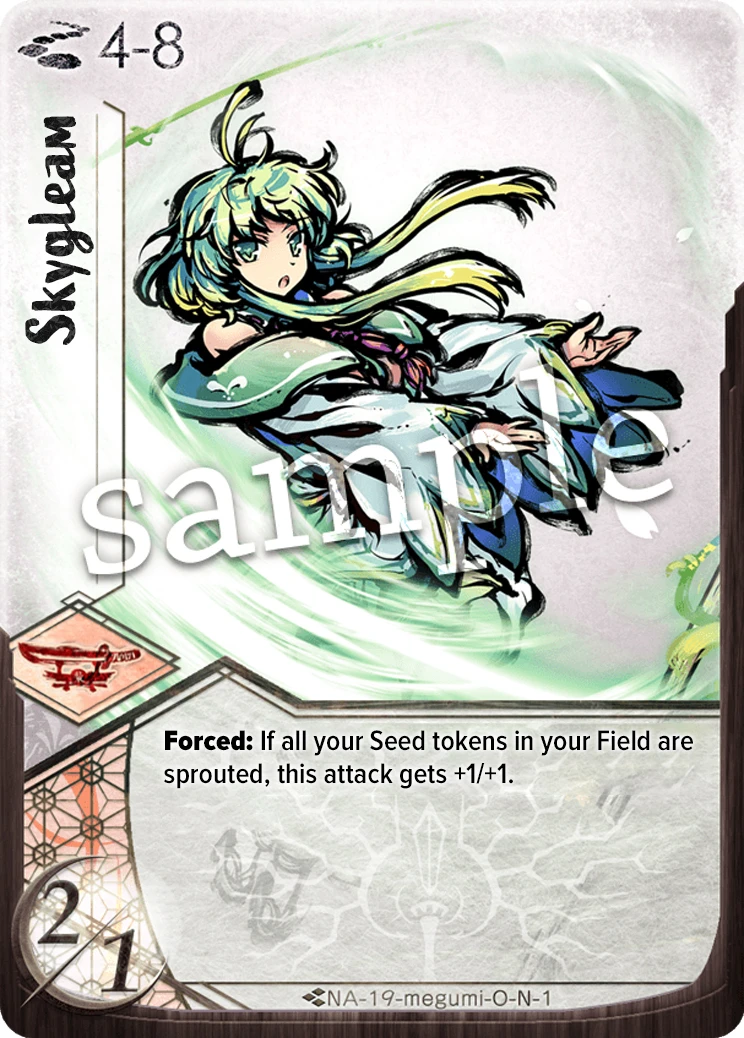 4-8
Skygleam
sample
Forced: If all your Seed tokens in your Field are
sprouted, this attack gets +1/+1.
2/1
NA-19-megumi-O-N-1